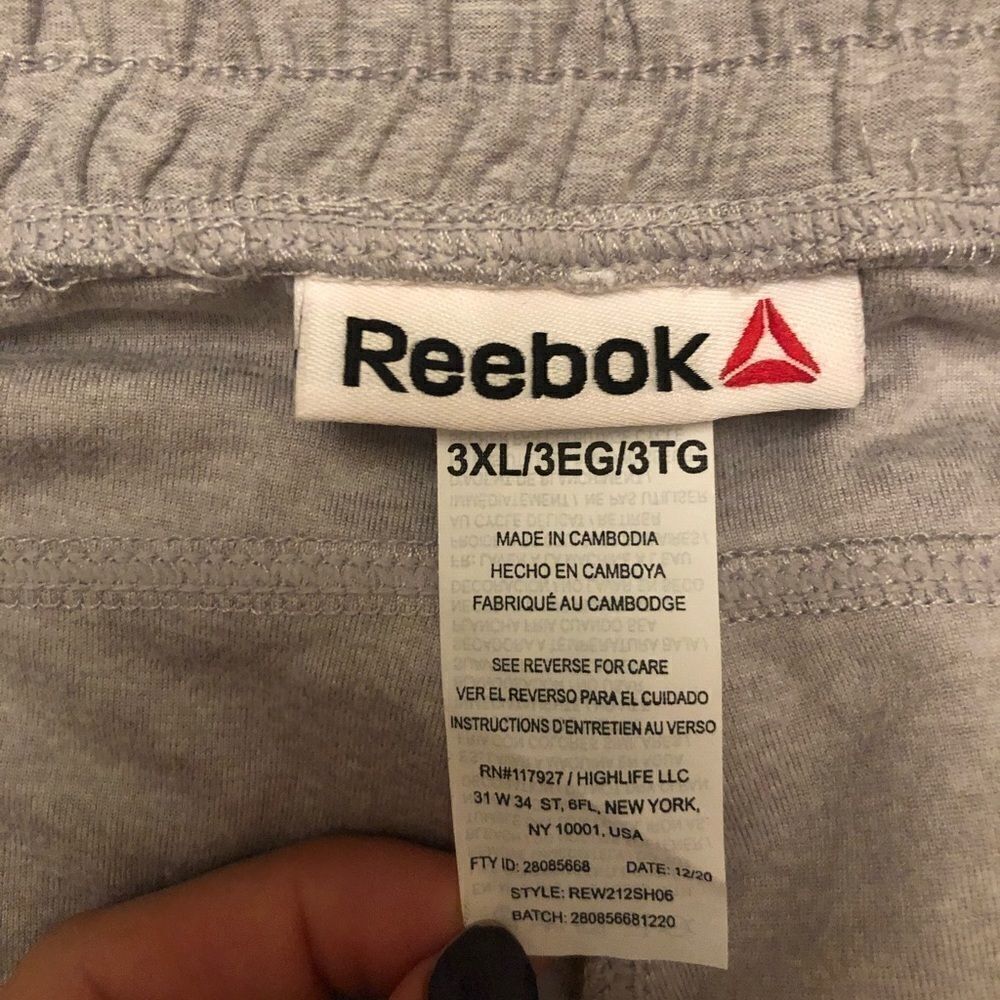 Reebok
3XL/3EG/3TG
MADE IN CAMBODIA
HECHO EN CAMBOYA
FABRIQUÉ AU CAMBODGE
SEE REVERSE FOR CARE
VER EL REVERSO PARA EL CUIDADO
INSTRUCTIONS D'ENTRETIEN AU VERSO
RN#117927 / HIGHLIFE LLC
31 W 34 ST, 6FL, NEW YORK,
NY 10001, USA
FTY ID: 28085668 DATE: 12/20
STYLE: REW212SH06
BATCH: 280856681220